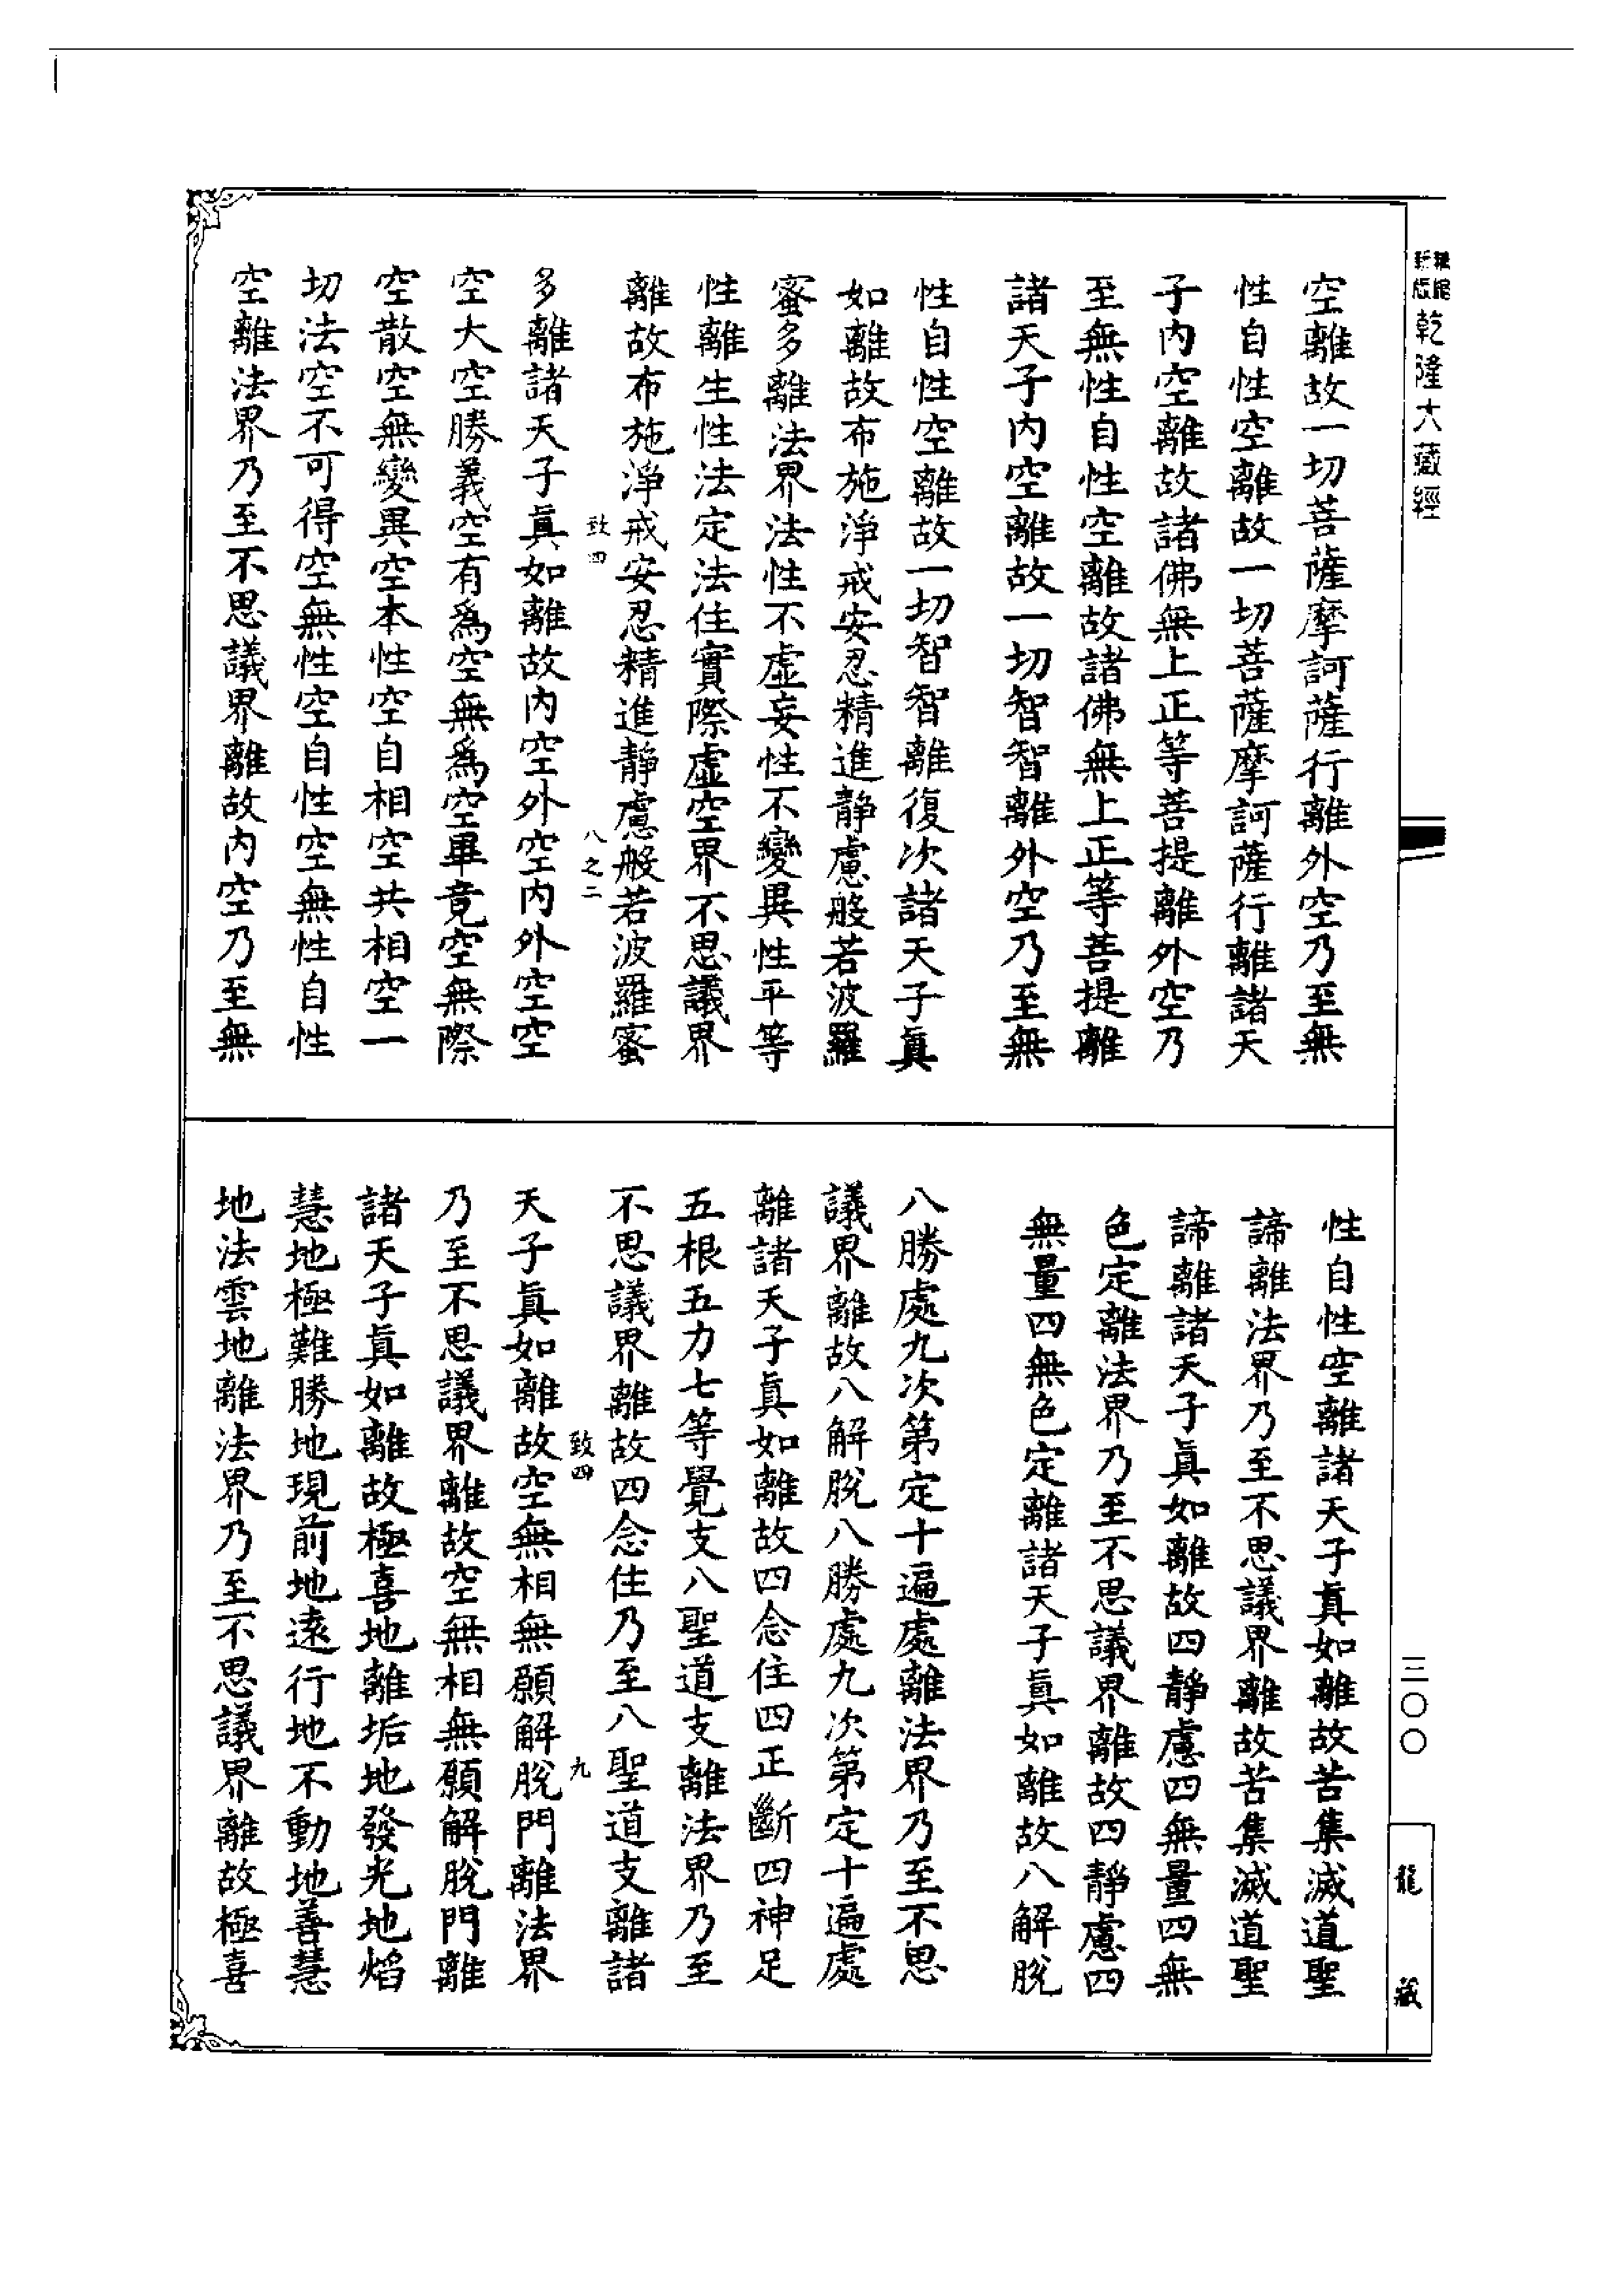 精縮新版乾隆大藏經
空離故一切菩薩摩訶薩行離外空乃至無
性自性空離故一切菩薩摩訶薩行離諸天
子內空離故諸佛無上正等菩提離外空乃
至無性自性空離故諸佛無上正等菩提離
諸天子內空離故一切智智離外空乃至無
性自性空離故一切智智離復次諸天子眞
如離故布施淨戒安忍精進靜慮般若波羅
蜜多離法界法性不虛妄性不變異性平等
性離生性法定法住實際虛空界不思議界
離故布施淨戒安忍精進靜慮般若波羅蜜
致四 八之二
多離諸天子眞如離故內空外空內外空空
空大空勝義空有爲空無爲空畢竟空無際
空散空無變異空本性空自相空共相空一
切法空不可得空無性空自性空無性自性
空離法界乃至不思議界離故內空乃至無
性自性空離諸天子眞如離故苦集滅道聖
諦離法界乃至不思議界離故苦集滅道聖
諦離諸天子眞如離故四靜慮四無量四無
色定離法界乃至不思議界離故四靜慮四
無量四無色定離諸天子眞如離故八解脫
八勝處九次第定十遍處離法界乃至不思
議界離故八解脫八勝處九次第定十遍處
離諸天子眞如離故四念住四正斷四神足
五根五力七等覺支八聖道支離法界乃至
不思議界離故四念住乃至八聖道支離諸
致四 九
天子眞如離故空無相無願解脫門離法界
乃至不思議界離故空無相無願解脫門離
諸天子眞如離故極喜地離垢地發光地焰
慧地極難勝地現前地遠行地不動地善慧
地法雲地離法界乃至不思議界離故極喜
三〇〇
龍藏